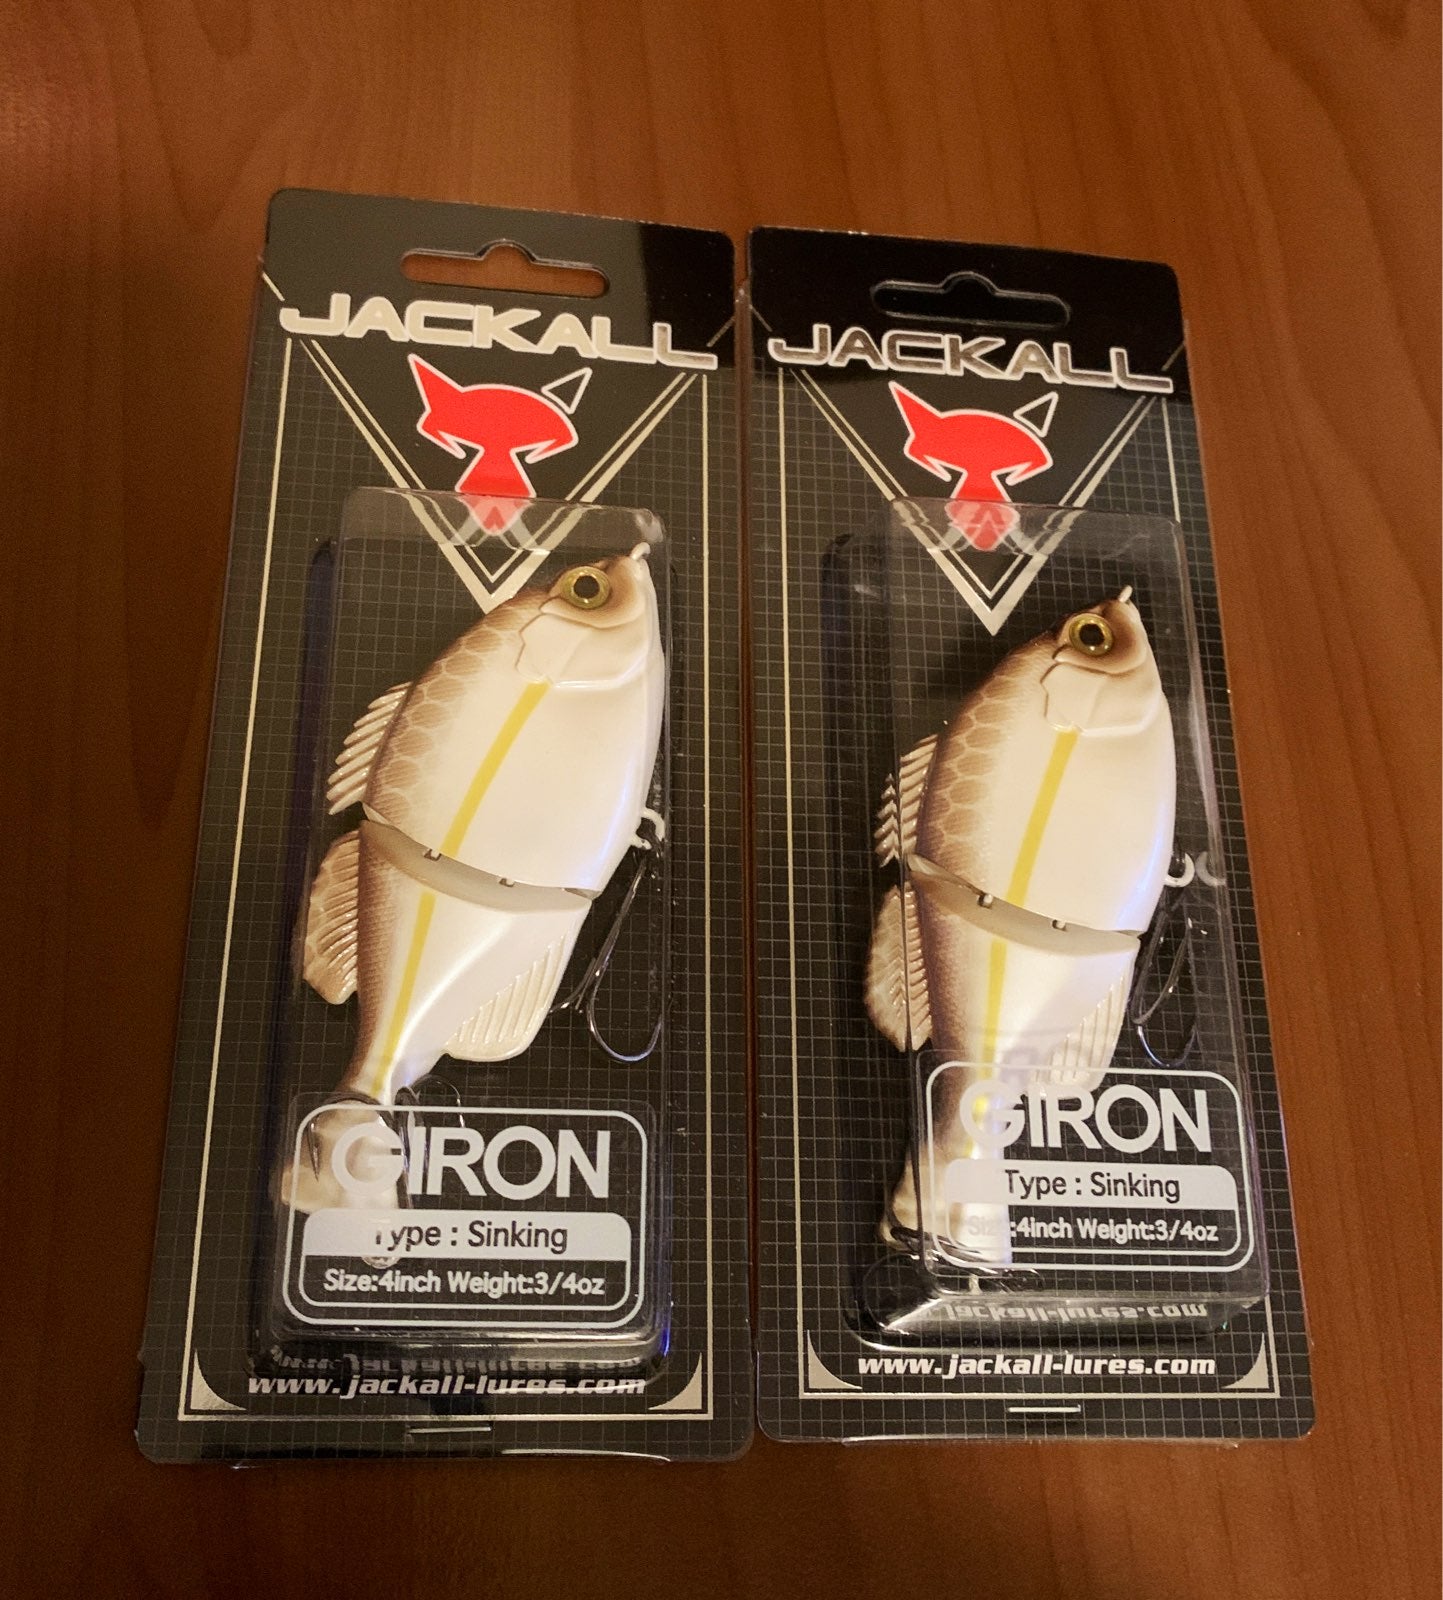 JACKALL
GIRON
Type : Sinking
Size:4inch Weight:3/4oz
www.jackall-lures.com
JACKALL
GIRON
Type : Sinking
Size:4inch Weight:3/4oz
www.jackall-lures.com